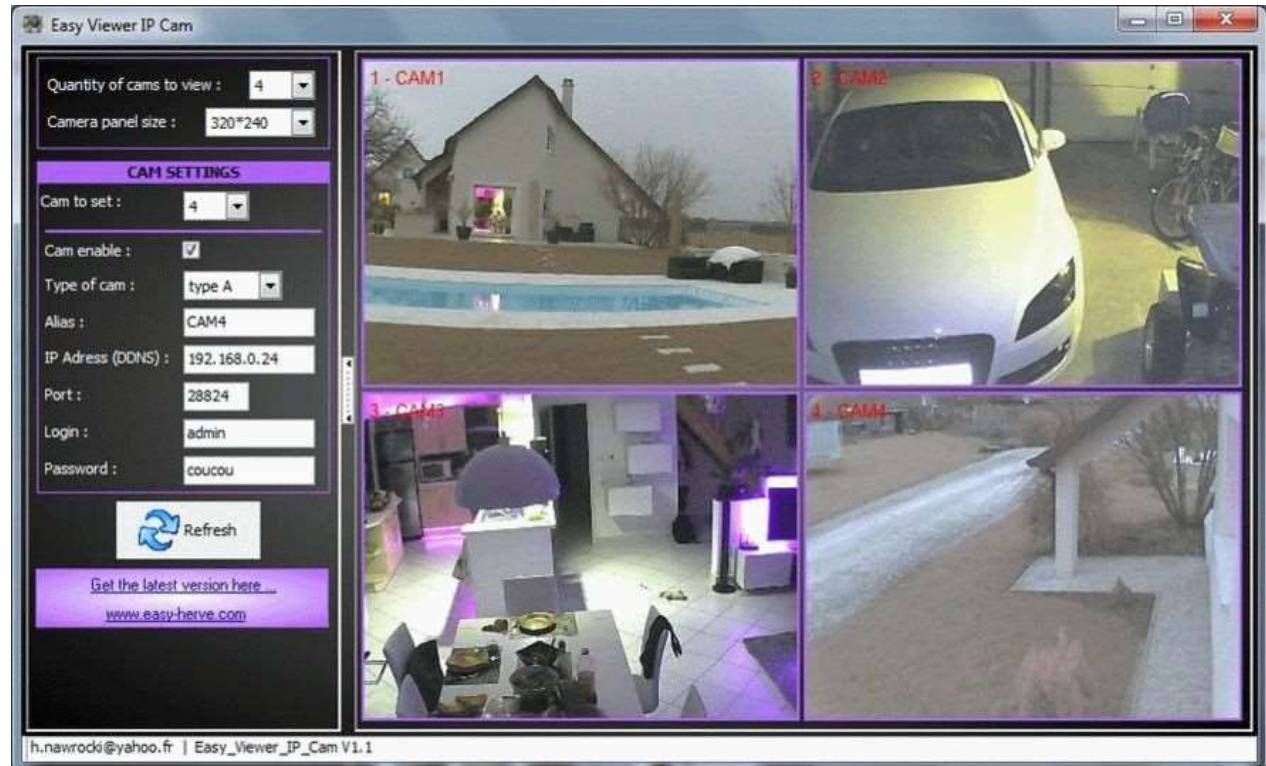 Easy Viewer IP Cam
Quantity of cams to view : 4
Camera panel size : 320*240
CAM SETTINGS
Cam to set : 4
Cam enable :
Type of cam : type A
Alias : CAM4
IP Adress (DDNS) : 192.168.0.24
Port : 28824
Login : admin
Password : coucou
Refresh
Get the latest version here ...
www.easy-herve.com
1 - CAM1
2 - CAM2
3 - CAM3
4 - CAM4
h.nawrocki@yahoo.fr | Easy_Viewer_IP_Cam V1.1